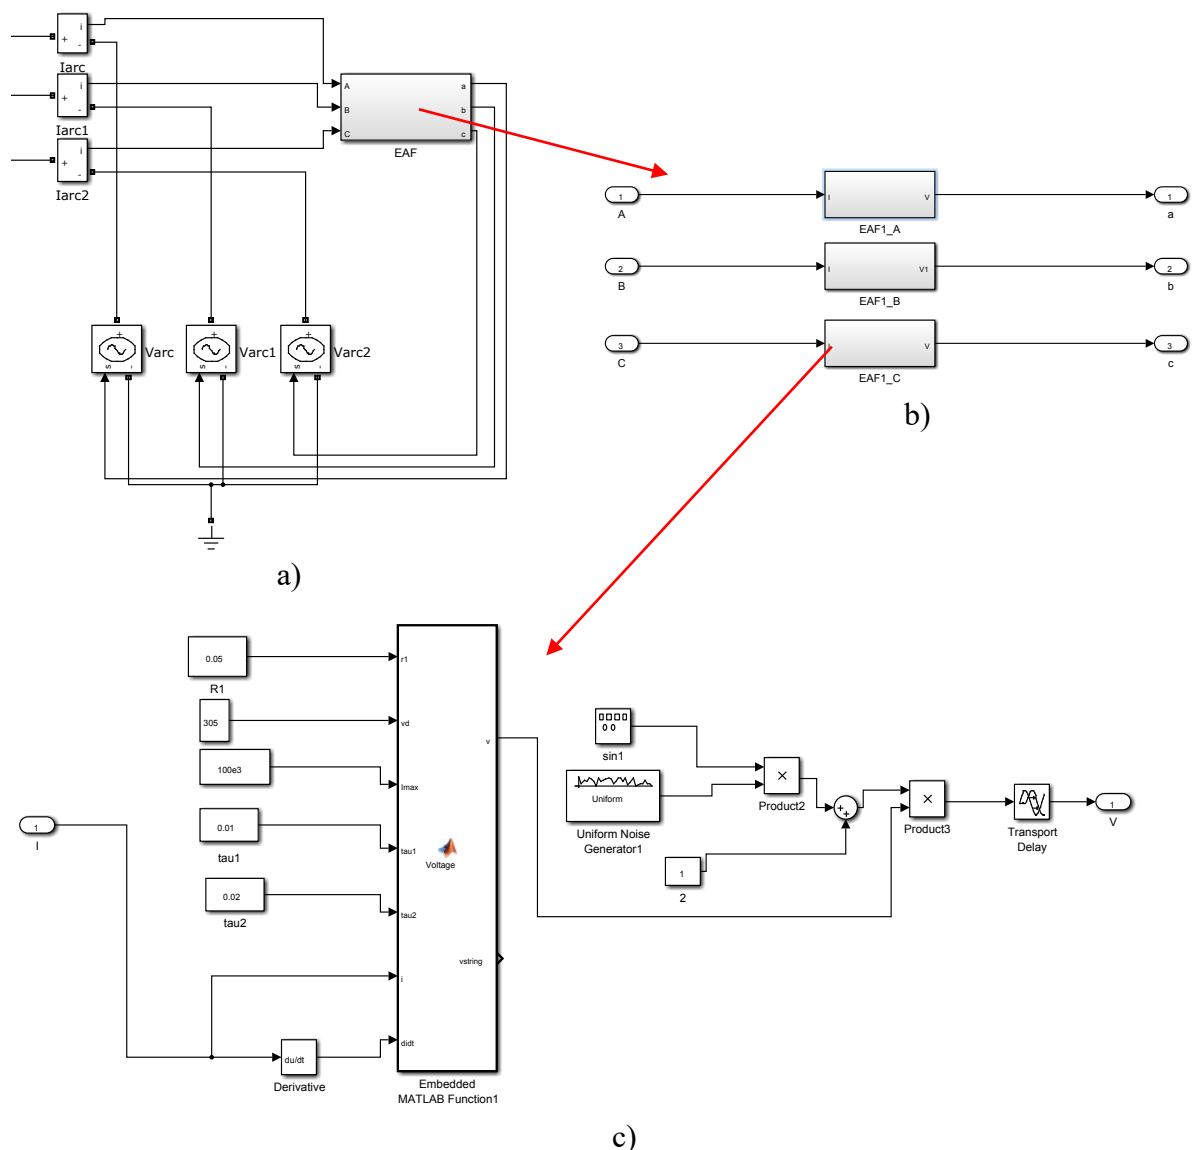 i
+
-
Iarc
i
+
-
Iarc1
i
+
-
Iarc2
A
B
C
a
b
c
EAF
+
s
-
Varc
+
s
-
Varc1
+
s
-
Varc2
a)
1
A
I
V
EAF1_A
1
a
2
B
I
V1
EAF1_B
2
b
3
C
I
V
EAF1_C
3
c
b)
0.05
R1
305
100e3
0.01
tau1
0.02
tau2
1
I
du/dt
Derivative
r1
vd
Imax
tau1
tau2
i
didt
v
Voltage
vstring
Embedded
MATLAB Function1
sin1
Uniform
Uniform Noise
Generator1
×
Product2
1
2
+
+
×
Product3
Transport
Delay
1
V
c)